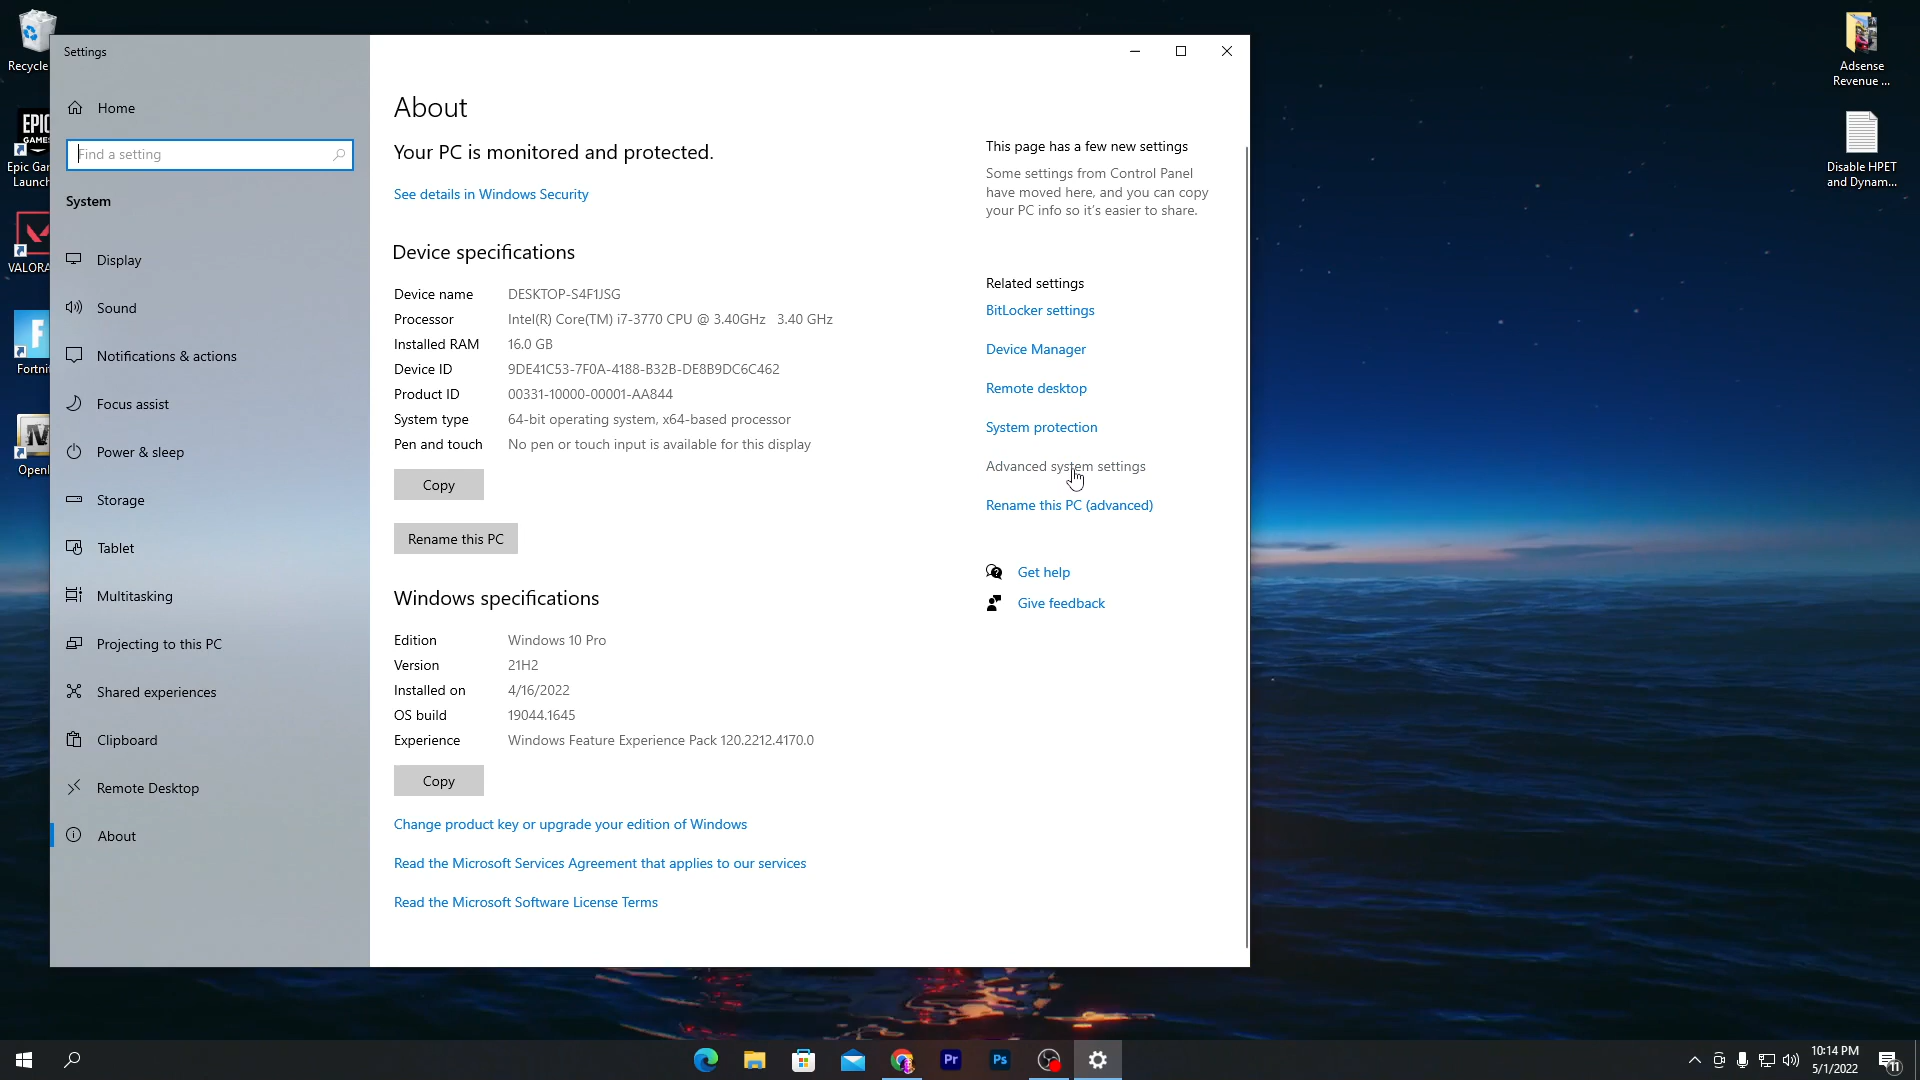 Recycle
EPIC
GAMES
Epic Gar
Launch
VALORA
Fortni
Openl
Settings
Home
Find a setting
System
Display
Sound
Notifications & actions
Focus assist
Power & sleep
Storage
Tablet
Multitasking
Projecting to this PC
Shared experiences
Clipboard
Remote Desktop
About
About
Your PC is monitored and protected.
See details in Windows Security
Device specifications
Device name DESKTOP-S4F1JSG
Processor Intel(R) Core(TM) i7-3770 CPU @ 3.40GHz 3.40 GHz
Installed RAM 16.0 GB
Device ID 9DE41C53-7F0A-4188-B32B-DE8B9DC6C462
Product ID 00331-10000-00001-AA844
System type 64-bit operating system, x64-based processor
Pen and touch No pen or touch input is available for this display
Copy
Rename this PC
Windows specifications
Edition Windows 10 Pro
Version 21H2
Installed on 4/16/2022
OS build 19044.1645
Experience Windows Feature Experience Pack 120.2212.4170.0
Copy
Change product key or upgrade your edition of Windows
Read the Microsoft Services Agreement that applies to our services
Read the Microsoft Software License Terms
This page has a few new settings
Some settings from Control Panel
have moved here, and you can copy
your PC info so it's easier to share.
Related settings
BitLocker settings
Device Manager
Remote desktop
System protection
Advanced system settings
Rename this PC (advanced)
Get help
Give feedback
Adsense
Revenue ...
Disable HPET
and Dynam...
Pr
Ps
10:14 PM
5/1/2022
11